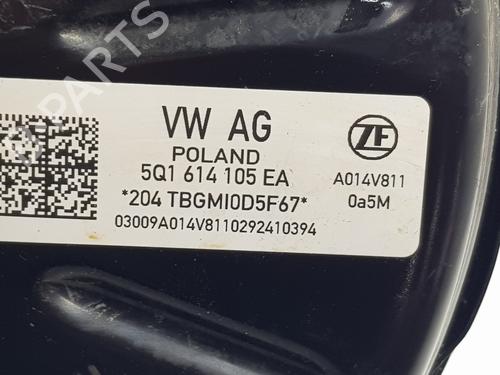 VW AG
POLAND
5Q1 614 105 EA
*204 TBGMI0D5F67*
03009A014V8110292410394
ZF
A014V811
0a5M